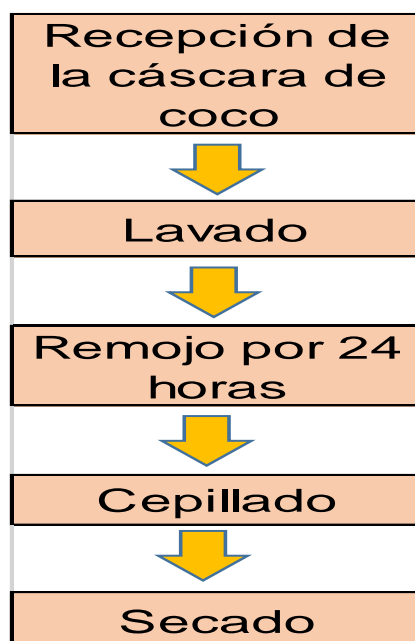 Recepción de
la cáscara de
coco
Lavado
Remojo por 24
horas
Cepillado
Secado